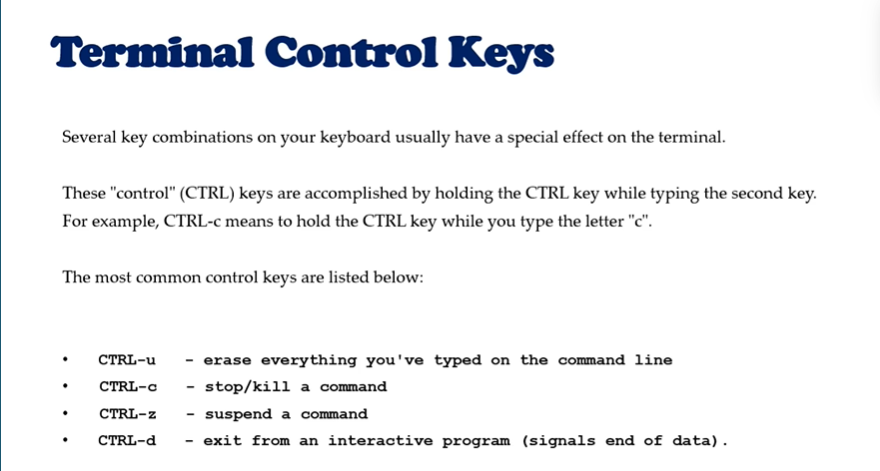 Terminal Control Keys
Several key combinations on your keyboard usually have a special effect on the terminal.
These "control" (CTRL) keys are accomplished by holding the CTRL key while typing the second key.
For example, CTRL-c means to hold the CTRL key while you type the letter "c".
The most common control keys are listed below:
• CTRL-u - erase everything you've typed on the command line
• CTRL-c - stop/kill a command
• CTRL-z - suspend a command
• CTRL-d - exit from an interactive program (signals end of data).